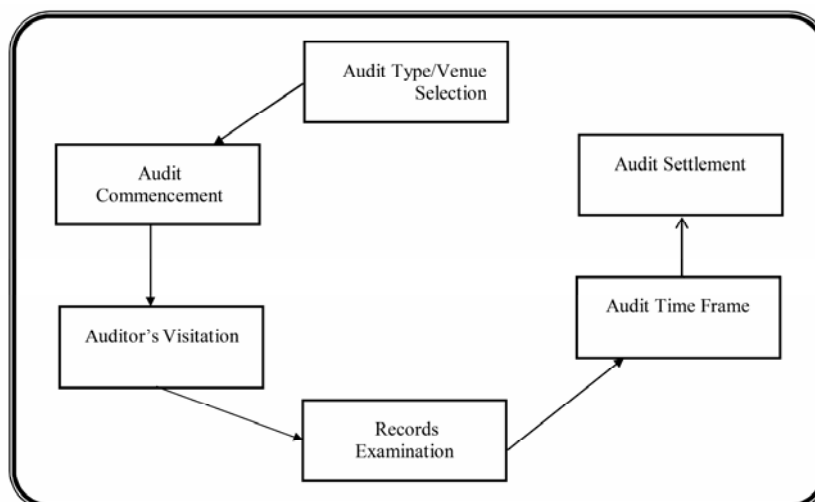 Audit Type/Venue
Selection
Audit
Commencement
Auditor's Visitation
Records
Examination
Audit Time Frame
Audit Settlement